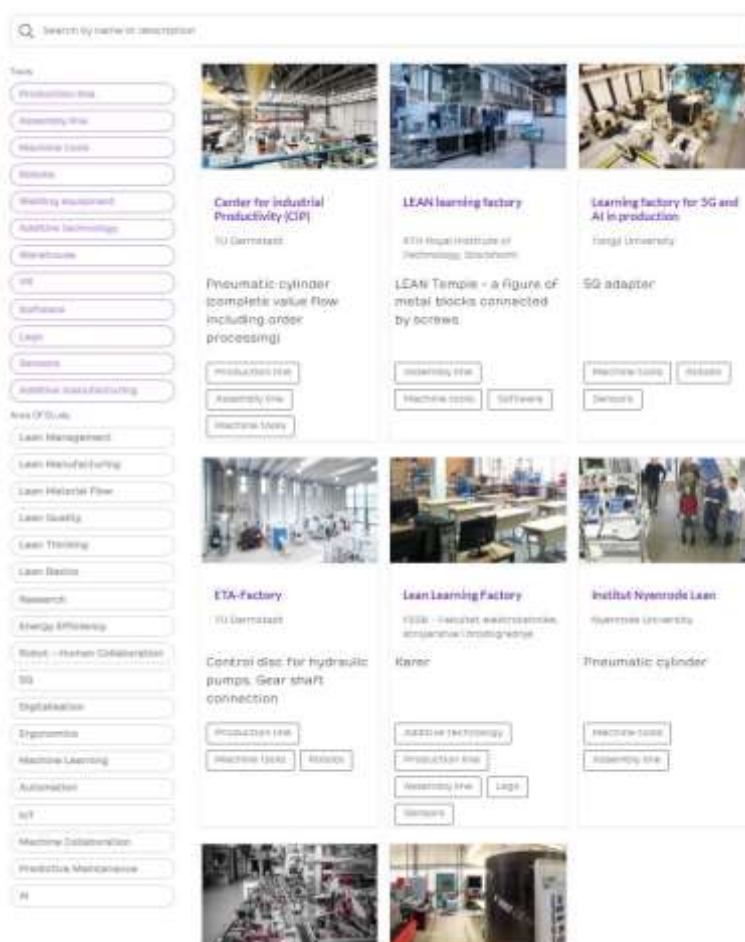 Search by name or description
Tools
Production line
Assembly line
Machine tools
Robots
Welding equipment
Additive technology
Warehouse
VR
Software
Lego
Sensors
Additive manufacturing
Area Of Study
Lean Management
Lean Manufacturing
Lean Material Flow
Lean Quality
Lean Thinking
Lean Basics
Research
Energy Efficiency
Robot - Human Collaboration
5G
Digitalisation
Ergonomics
Machine Learning
Automation
IoT
Machine Collaboration
Predictive Maintenance
AI
Center for industrial
Productivity (CiP)
TU Darmstadt
Pneumatic cylinder
(complete value flow
including order
processing)
Production line
Assembly line
Machine tools
LEAN learning factory
KTH Royal Institute of
Technology, Stockholm
LEAN Temple - a figure of
metal blocks connected
by screws
Assembly line
Machine tools
Software
Learning factory for 5G and
AI in production
Tongji University
5G adapter
Machine tools
Robots
Sensors
ETA-Factory
TU Darmstadt
Control disc for hydraulic
pumps. Gear shaft
connection
Production line
Machine tools
Robots
Lean Learning Factory
FESB - Fakultet elektrotehnike,
strojarstva i brodogradnje
Karet
Additive technology
Production line
Assembly line
Lego
Sensors
Institut Nyenrode Lean
Nyenrode University
Pneumatic cylinder
Machine tools
Assembly line